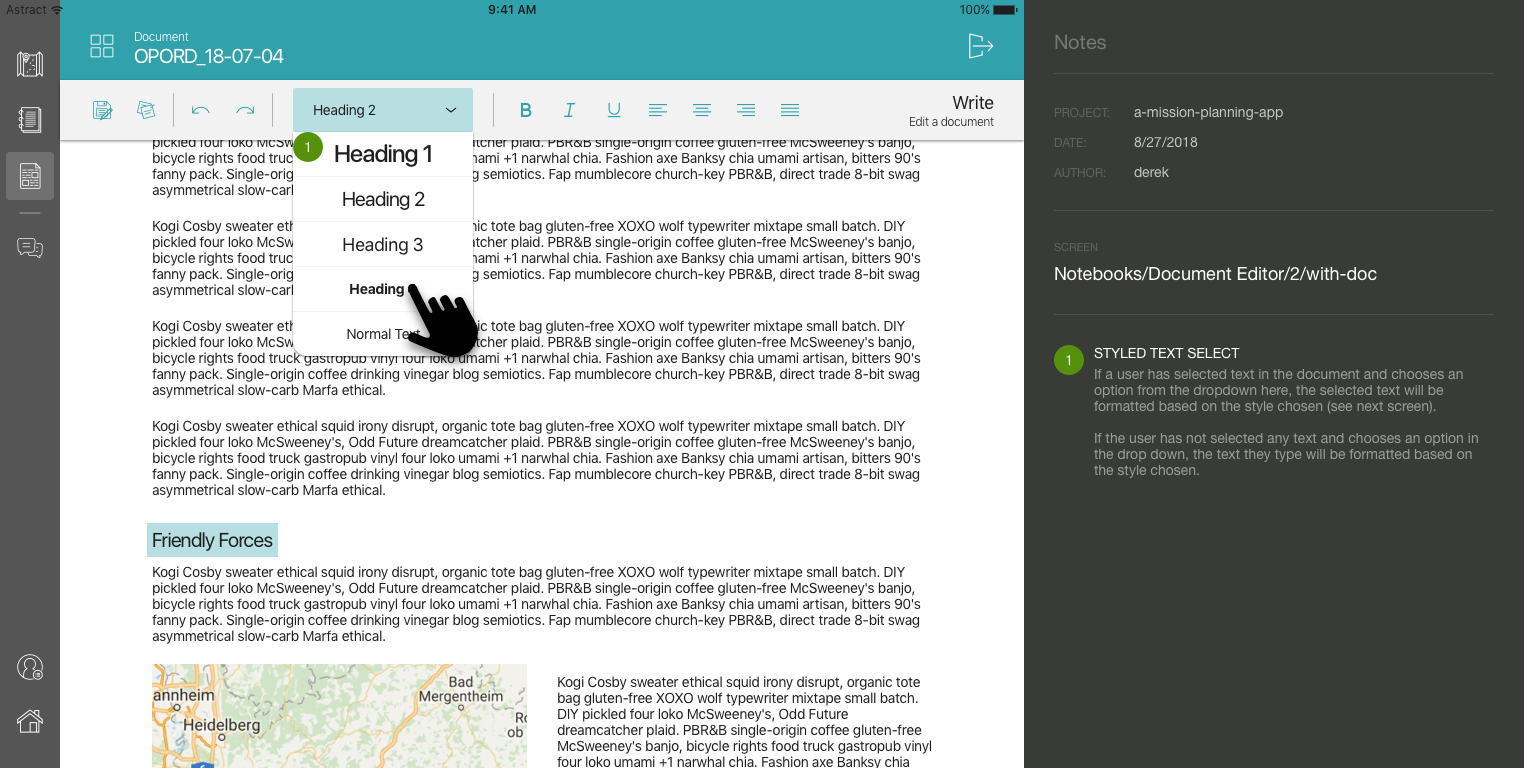 Astract
9:41 AM
100%
Document
OPORD_18-07-04
Heading 2
B
I
U
Write
Edit a document
1
Heading 1
Heading 2
Heading 3
Heading
Normal Text
pickled four loko McSw
tcher plaid. PBR&B single-origin coffee gluten-free McSweeney's banjo,
bicycle rights food truc
mami +1 narwhal chia. Fashion axe Banksy chia umami artisan, bitters 90's
fanny pack. Single-orig
g semiotics. Fap mumblecore church-key PBR&B, direct trade 8-bit swag
asymmetrical slow-carb
Kogi Cosby sweater eth
nic tote bag gluten-free XOXO wolf typewriter mixtape small batch. DIY
pickled four loko McSw
tcher plaid. PBR&B single-origin coffee gluten-free McSweeney's banjo,
bicycle rights food truc
mami +1 narwhal chia. Fashion axe Banksy chia umami artisan, bitters 90's
fanny pack. Single-orig
g semiotics. Fap mumblecore church-key PBR&B, direct trade 8-bit swag
asymmetrical slow-carb
Kogi Cosby sweater eth
nic tote bag gluten-free XOXO wolf typewriter mixtape small batch. DIY
pickled four loko McSw
tcher plaid. PBR&B single-origin coffee gluten-free McSweeney's banjo,
bicycle rights food truck gastropub vinyl four loko umami +1 narwhal chia. Fashion axe Banksy chia umami artisan, bitters 90's
fanny pack. Single-origin coffee drinking vinegar blog semiotics. Fap mumblecore church-key PBR&B, direct trade 8-bit swag
asymmetrical slow-carb Marfa ethical.
Kogi Cosby sweater ethical squid irony disrupt, organic tote bag gluten-free XOXO wolf typewriter mixtape small batch. DIY
pickled four loko McSweeney's, Odd Future dreamcatcher plaid. PBR&B single-origin coffee gluten-free McSweeney's banjo,
bicycle rights food truck gastropub vinyl four loko umami +1 narwhal chia. Fashion axe Banksy chia umami artisan, bitters 90's
fanny pack. Single-origin coffee drinking vinegar blog semiotics. Fap mumblecore church-key PBR&B, direct trade 8-bit swag
asymmetrical slow-carb Marfa ethical.
Friendly Forces
Kogi Cosby sweater ethical squid irony disrupt, organic tote bag gluten-free XOXO wolf typewriter mixtape small batch. DIY
pickled four loko McSweeney's, Odd Future dreamcatcher plaid. PBR&B single-origin coffee gluten-free McSweeney's banjo,
bicycle rights food truck gastropub vinyl four loko umami +1 narwhal chia. Fashion axe Banksy chia umami artisan, bitters 90's
fanny pack. Single-origin coffee drinking vinegar blog semiotics. Fap mumblecore church-key PBR&B, direct trade 8-bit swag
asymmetrical slow-carb Marfa ethical.
annheim
Heidelberg
Bad
Mergentheim
Ro
ob
Kogi Cosby sweater ethical squid irony disrupt, organic tote
bag gluten-free XOXO wolf typewriter mixtape small batch.
DIY pickled four loko McSweeney's, Odd Future
dreamcatcher plaid. PBR&B single-origin coffee gluten-free
McSweeney's banjo, bicycle rights food truck gastropub vinyl
four loko umami +1 narwhal chia. Fashion axe Banksy chia
Notes
PROJECT: a-mission-planning-app
DATE: 8/27/2018
AUTHOR: derek
SCREEN
Notebooks/Document Editor/2/with-doc
1
STYLED TEXT SELECT
If a user has selected text in the document and chooses an
option from the dropdown here, the selected text will be
formatted based on the style chosen (see next screen).
If the user has not selected any text and chooses an option in
the drop down, the text they type will be formatted based on
the style chosen.